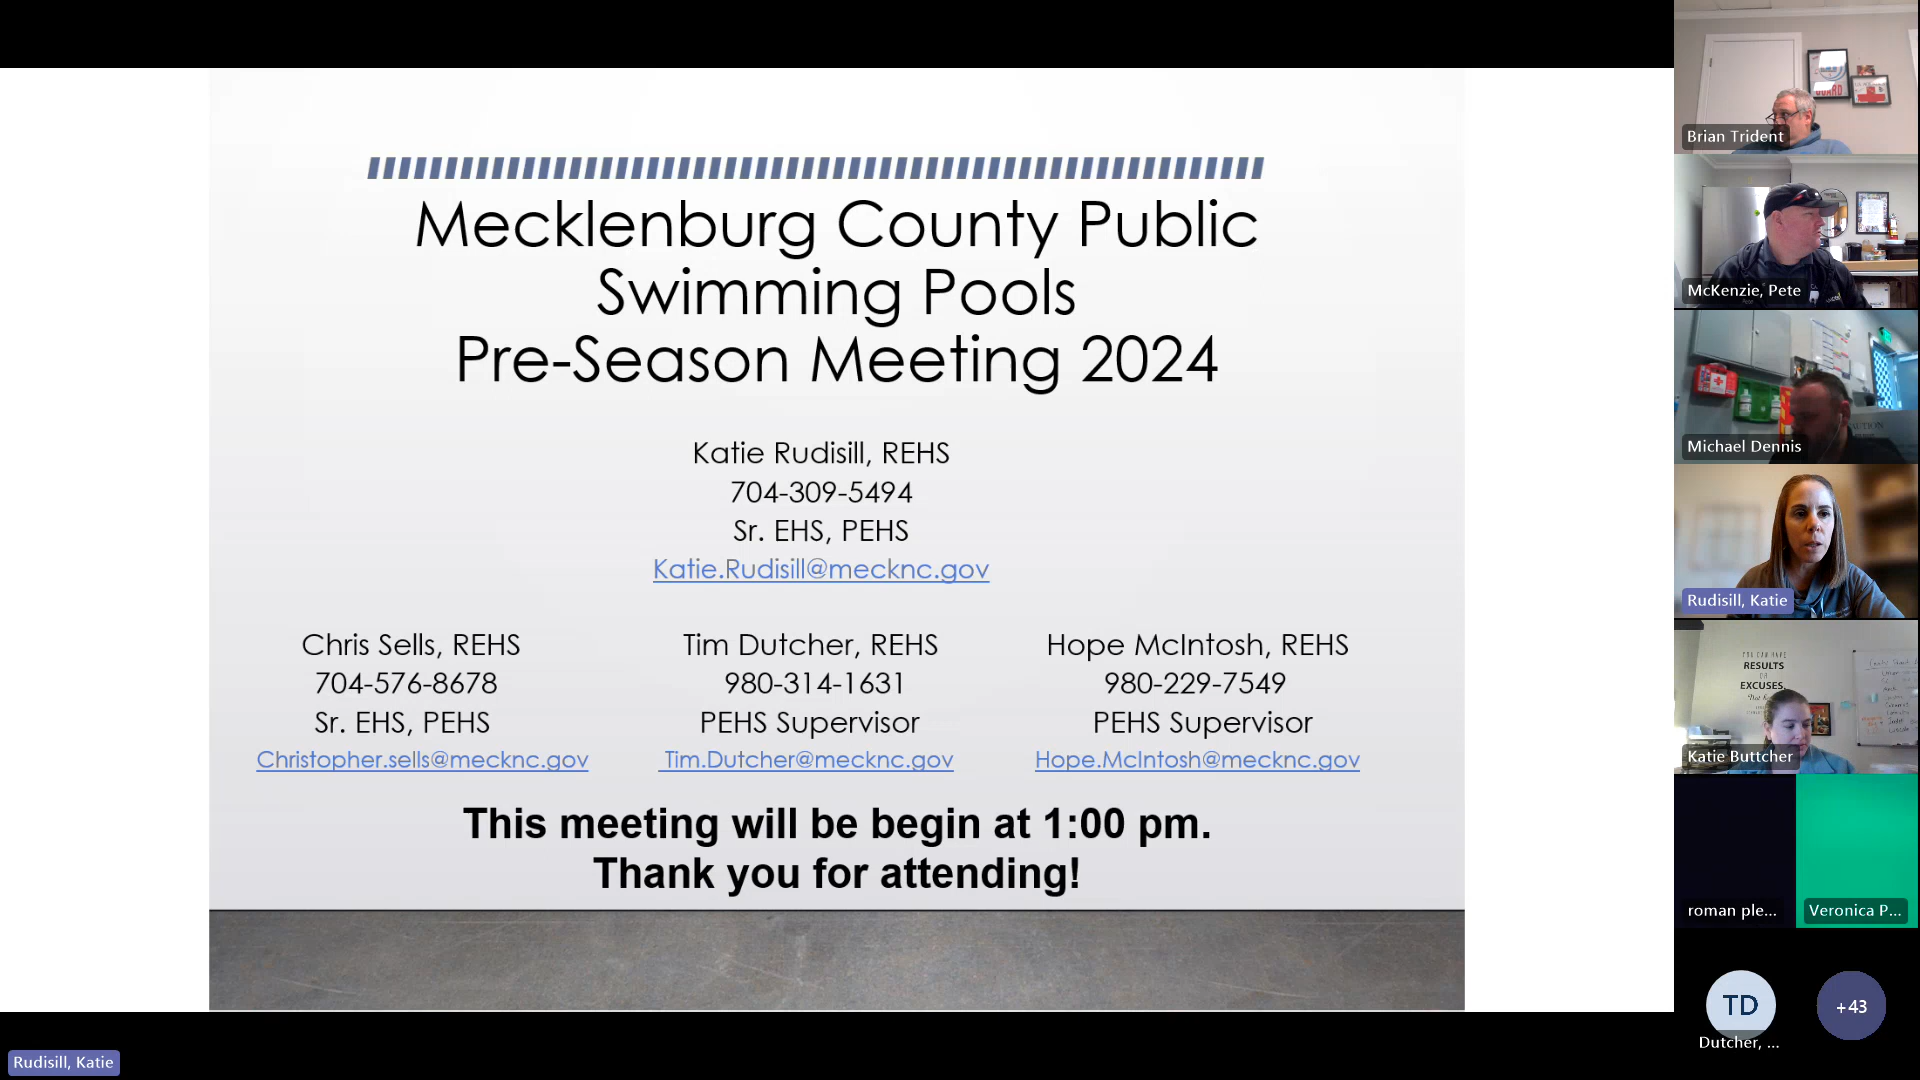 Mecklenburg County Public
Swimming Pools
Pre-Season Meeting 2024
Katie Rudisill, REHS
704-309-5494
Sr. EHS, PEHS
Katie.Rudisill@mecknc.gov
Chris Sells, REHS
704-576-8678
Sr. EHS, PEHS
Christopher.sells@mecknc.gov
Tim Dutcher, REHS
980-314-1631
PEHS Supervisor
Tim.Dutcher@mecknc.gov
Hope McIntosh, REHS
980-229-7549
PEHS Supervisor
Hope.McIntosh@mecknc.gov
This meeting will be begin at 1:00 pm.
Thank you for attending!
Rudisill, Katie
Brian Trident
McKenzie, Pete
Michael Dennis
Rudisill, Katie
YOU CAN HAVE
RESULTS
OR
EXCUSES.
Katie Buttcher
roman ple...
Veronica P...
TD
Dutcher, ...
+43